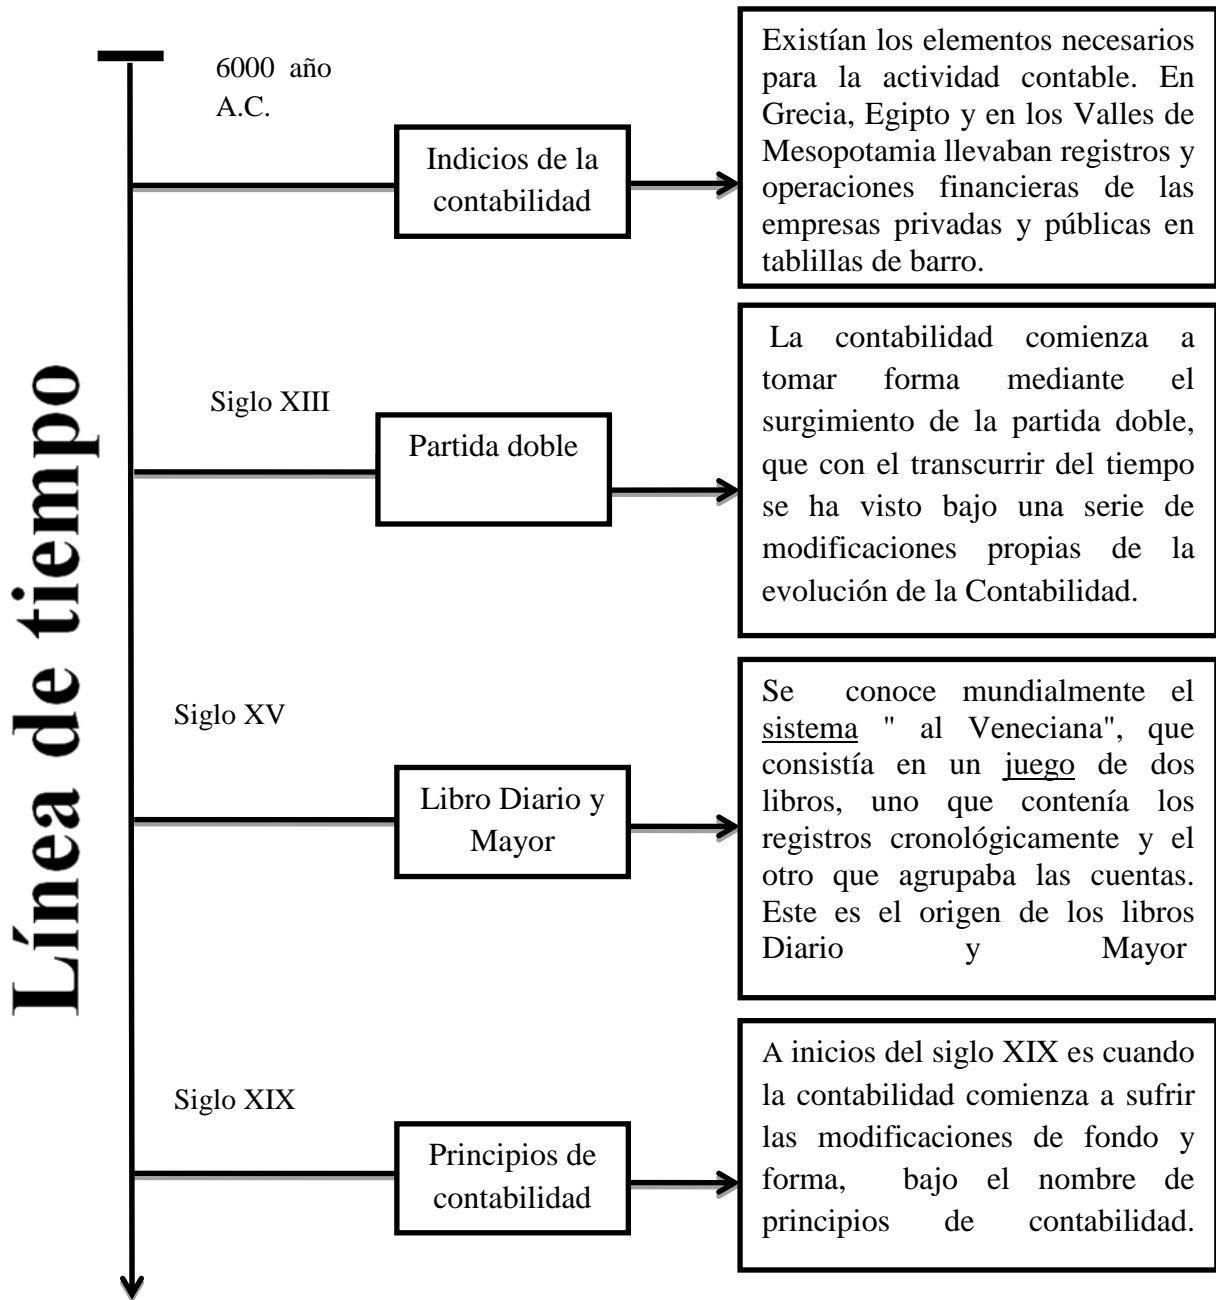 Línea de tiempo
6000 año
A.C.
Indicios de la
contabilidad
Existían los elementos necesarios
para la actividad contable. En
Grecia, Egipto y en los Valles de
Mesopotamia llevaban registros y
operaciones financieras de las
empresas privadas y públicas en
tablillas de barro.
Siglo XIII
Partida doble
La contabilidad comienza a
tomar forma mediante el
surgimiento de la partida doble,
que con el transcurrir del tiempo
se ha visto bajo una serie de
modificaciones propias de la
evolución de la Contabilidad.
Siglo XV
Libro Diario y
Mayor
Se conoce mundialmente el
sistema " al Veneciana", que
consistía en un juego de dos
libros, uno que contenía los
registros cronológicamente y el
otro que agrupaba las cuentas.
Este es el origen de los libros
Diario y Mayor
Siglo XIX
Principios de
contabilidad
A inicios del siglo XIX es cuando
la contabilidad comienza a sufrir
las modificaciones de fondo y
forma, bajo el nombre de
principios de contabilidad.